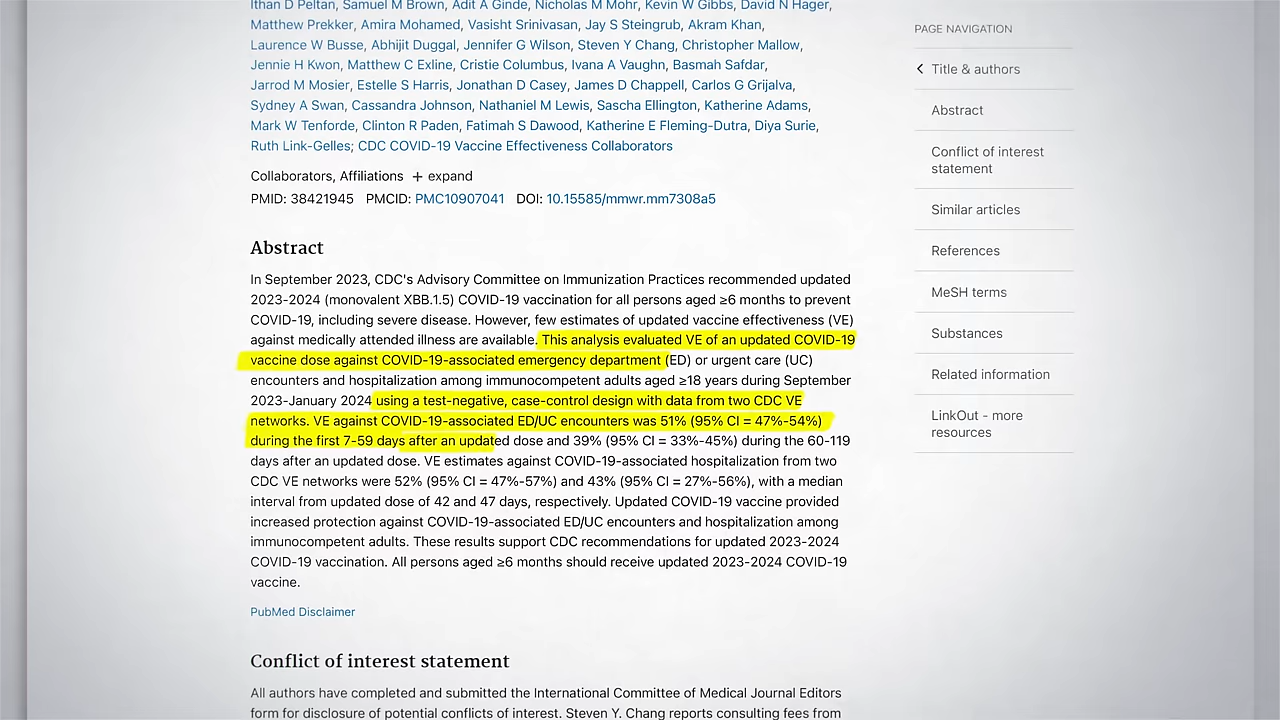 Ithan D Peltan, Samuel M Brown, Adit A Ginde, Nicholas M Mohr, Kevin W Gibbs, David N Hager,
Matthew Prekker, Amira Mohamed, Vasisht Srinivasan, Jay S Steingrub, Akram Khan,
Laurence W Busse, Abhijit Duggal, Jennifer G Wilson, Steven Y Chang, Christopher Mallow,
Jennie H Kwon, Matthew C Exline, Cristie Columbus, Ivana A Vaughn, Basmah Safdar,
Jarrod M Mosier, Estelle S Harris, Jonathan D Casey, James D Chappell, Carlos G Grijalva,
Sydney A Swan, Cassandra Johnson, Nathaniel M Lewis, Sascha Ellington, Katherine Adams,
Mark W Tenforde, Clinton R Paden, Fatimah S Dawood, Katherine E Fleming-Dutra, Diya Surie,
Ruth Link-Gelles; CDC COVID-19 Vaccine Effectiveness Collaborators
Collaborators, Affiliations + expand
PMID: 38421945 PMCID: PMC10907041 DOI: 10.15585/mmwr.mm7308a5
Abstract
In September 2023, CDC's Advisory Committee on Immunization Practices recommended updated
2023-2024 (monovalent XBB.1.5) COVID-19 vaccination for all persons aged ≥6 months to prevent
COVID-19, including severe disease. However, few estimates of updated vaccine effectiveness (VE)
against medically attended illness are available. This analysis evaluated VE of an updated COVID-19
vaccine dose against COVID-19-associated emergency department (ED) or urgent care (UC)
encounters and hospitalization among immunocompetent adults aged ≥18 years during September
2023-January 2024 using a test-negative, case-control design with data from two CDC VE
networks. VE against COVID-19-associated ED/UC encounters was 51% (95% CI = 47%-54%)
during the first 7-59 days after an updated dose and 39% (95% CI = 33%-45%) during the 60-119
days after an updated dose. VE estimates against COVID-19-associated hospitalization from two
CDC VE networks were 52% (95% CI = 47%-57%) and 43% (95% CI = 27%-56%), with a median
interval from updated dose of 42 and 47 days, respectively. Updated COVID-19 vaccine provided
increased protection against COVID-19-associated ED/UC encounters and hospitalization among
immunocompetent adults. These results support CDC recommendations for updated 2023-2024
COVID-19 vaccination. All persons aged ≥6 months should receive updated 2023-2024 COVID-19
vaccine.
PubMed Disclaimer
Conflict of interest statement
All authors have completed and submitted the International Committee of Medical Journal Editors
form for disclosure of potential conflicts of interest. Steven Y. Chang reports consulting fees from
PAGE NAVIGATION
Title & authors
Abstract
Conflict of interest
statement
Similar articles
References
MeSH terms
Substances
Related information
LinkOut - more
resources